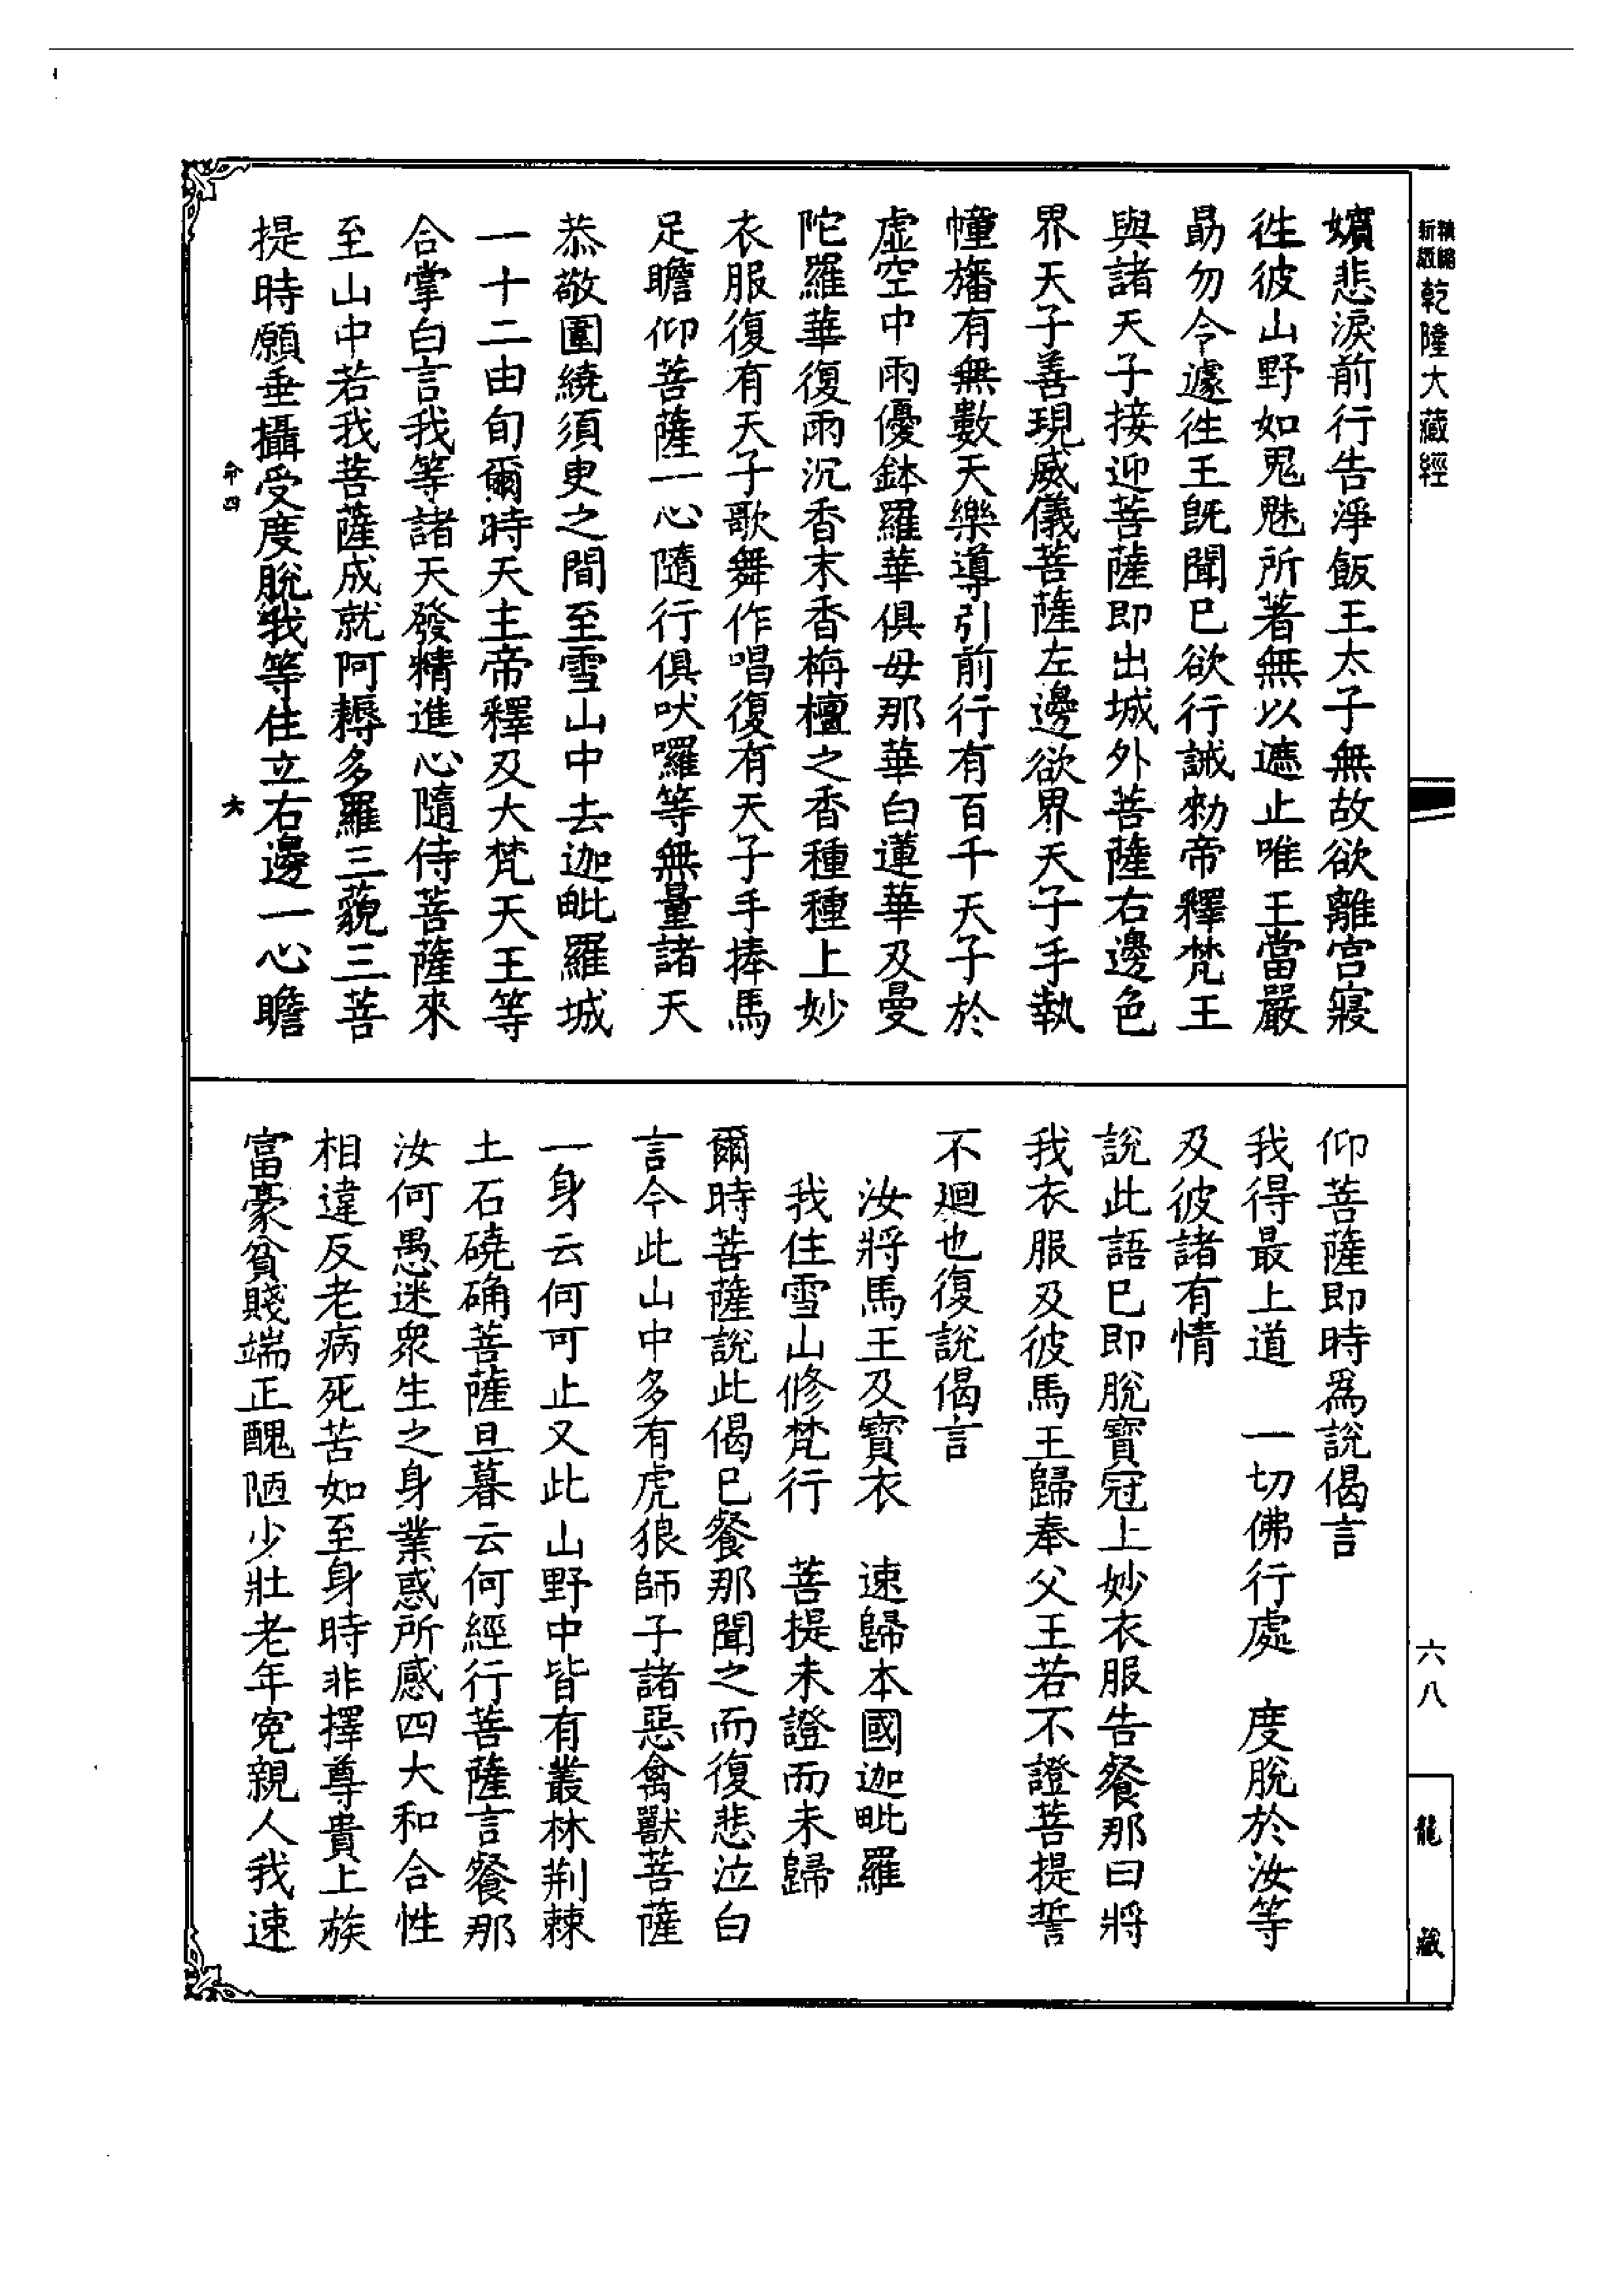 新纂縮
乾隆大藏經
嬪悲淚前行告淨飯王太子無故欲離宮寢
徃彼山野如鬼魅所著無以遮止唯王當嚴
勗勿令遽徃王旣聞已欲行誡勑帝釋梵王
與諸天子接迎菩薩即出城外菩薩右邊色
界天子善現威儀菩薩左邊欲界天子手執
幢旛有無數天樂導引前行有百千天子於
虛空中雨優鉢羅華俱母那華白蓮華及曼
陀羅華復雨沉香末香栴檀之香種種上妙
衣服復有天子歌舞作唱復有天子手捧馬
足瞻仰菩薩一心隨行俱吠囉等無量諸天
恭敬圍繞須臾之間至雪山中去迦毗羅城
一十二由旬爾時天主帝釋及大梵天王等
合掌白言我等諸天發精進心隨侍菩薩來
至山中若我菩薩成就阿耨多羅三藐三菩
提時願垂攝受度脫我等住立右邊一心瞻
四
六
仰菩薩即時爲說偈言
我得最上道　一切佛行處　度脫於汝等
及彼諸有情
說此語已即脫寶冠上妙衣服告餐那曰將
我衣服及彼馬王歸奉父王若不證菩提誓
不廻也復說偈言
汝將馬王及寶衣　速歸本國迦毗羅
我住雪山修梵行　菩提未證而未歸
爾時菩薩說此偈已餐那聞之而復悲泣白
言今此山中多有虎狼師子諸惡禽獸菩薩
一身云何可止又此山野中皆有叢林荆棘
土石磽确菩薩旦暮云何經行菩薩言餐那
汝何愚迷眾生之身業惑所感四大和合性
相違反老病死苦如至身時非擇尊貴上族
富豪貧賤端正醜陋少壯老年寃親人我速
六八
龍藏